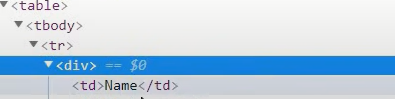 ▼<table>
▼<tbody>
▼<tr>
▼<div> == $0
<td>Name</td>